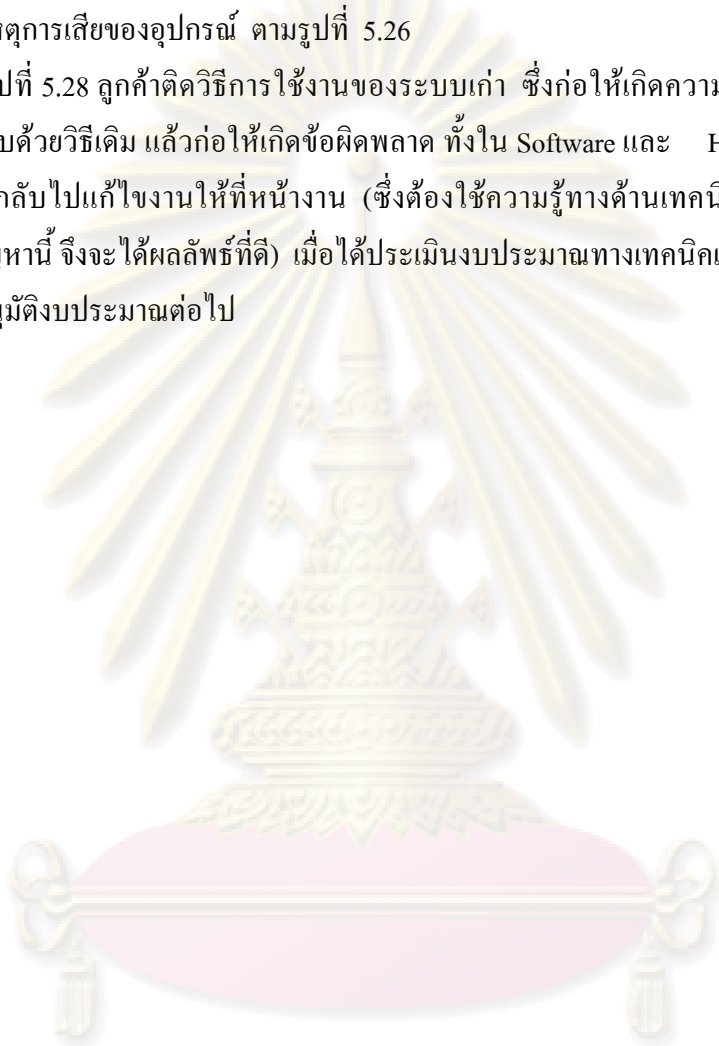 หตุการเสียของอุปกรณ์ ตามรูปที่ 5.26
ปที่ 5.28 ลูกค้าติดวิธีการใช้งานของระบบเก่า ซึ่งก่อให้เกิดความ
บด้วยวิธีเดิม แล้วก่อให้เกิดข้อผิดพลาด ทั้งใน Software และ H
กลับไปแก้ไขงานให้ที่หน้างาน (ซึ่งต้องใช้ความรู้ทางด้านเทคนิ
หานี้ จึงจะได้ผลลัพธ์ที่ดี) เมื่อได้ประเมินงบประมาณทางเทคนิค
นุมัติงบประมาณต่อไป